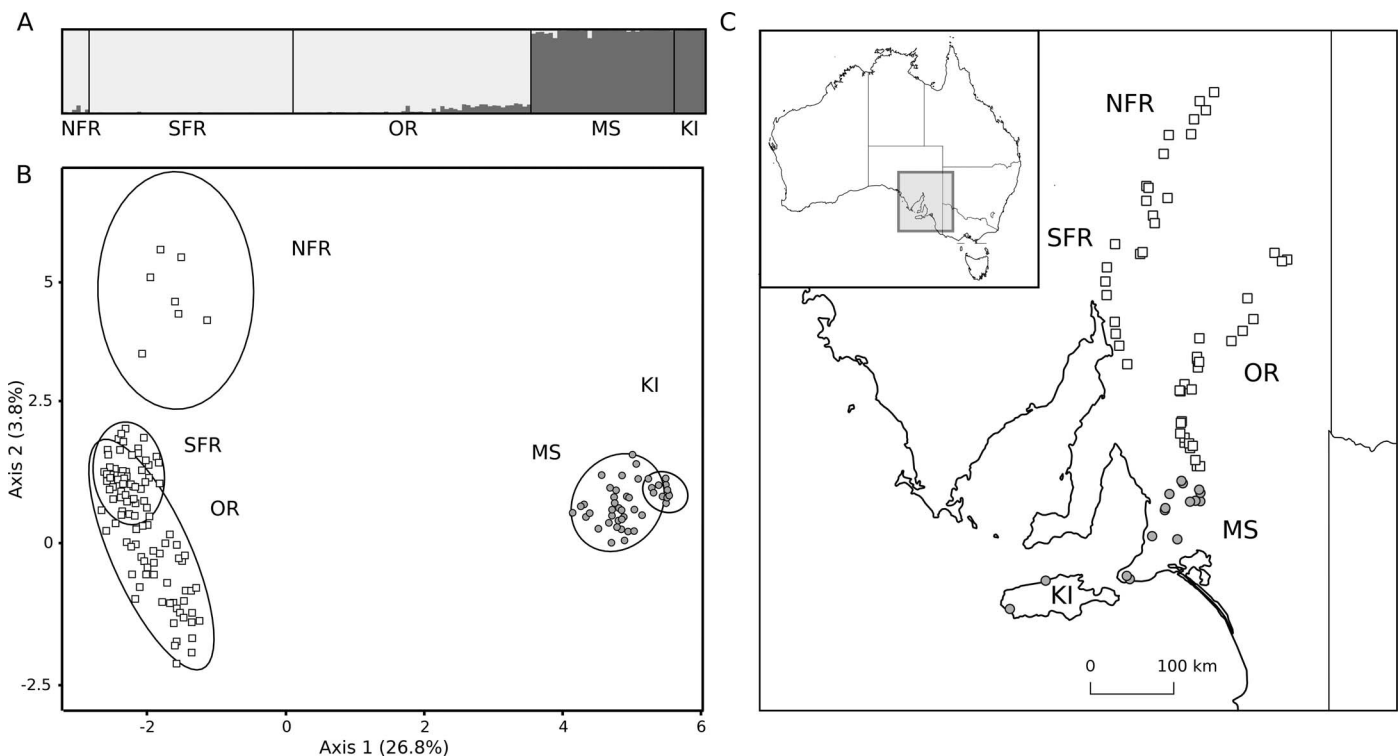 A
NFR
SFR
OR
MS
KI
B
NFR
SFR
OR
MS
KI
5
2.5
0
-2.5
Axis 2 (3.8%)
-2
0
2
4
6
Axis 1 (26.8%)
C
NFR
SFR
OR
MS
KI
0
100 km